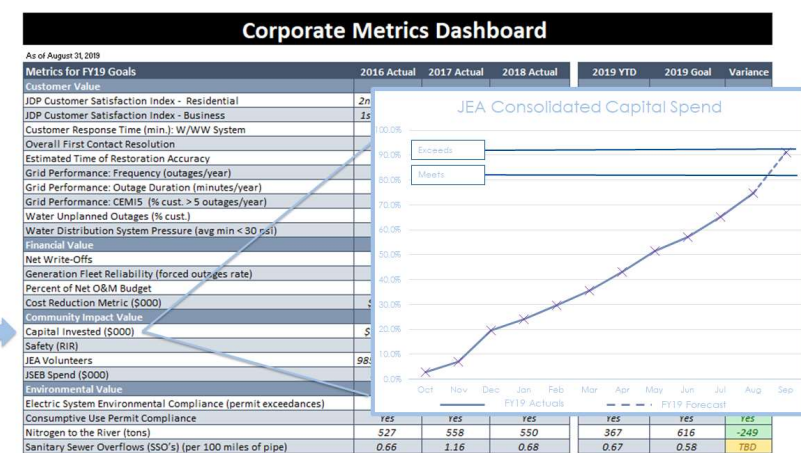 Corporate Metrics Dashboard
As of August 31, 2019
Metrics for FY19 Goals 2016 Actual 2017 Actual 2018 Actual 2019 YTD 2019 Goal Variance
Customer Value
JDP Customer Satisfaction Index - Residential
JDP Customer Satisfaction Index - Business
Customer Response Time (min.): W/WW System
Overall First Contact Resolution
Estimated Time of Restoration Accuracy
Grid Performance: Frequency (outages/year)
Grid Performance: Outage Duration (minutes/year)
Grid Performance: CEMI5 (% cust. > 5 outages/year)
Water Unplanned Outages (% cust.)
Water Distribution System Pressure (avg min < 30 psi)
Financial Value
Net Write-Offs
Generation Fleet Reliability (forced outages rate)
Percent of Net O&M Budget
Cost Reduction Metric ($000)
Community Impact Value
Capital Invested ($000)
Safety (RIR)
JEA Volunteers
JSEB Spend ($000)
Environmental Value
Electric System Environmental Compliance (permit exceedances)
Consumptive Use Permit Compliance Yes Yes Yes Yes Yes Yes
Nitrogen to the River (tons) 527 558 550 367 616 -249
Sanitary Sewer Overflows (SSO's) (per 100 miles of pipe) 0.66 1.16 0.68 0.67 0.58 TBD
JEA Consolidated Capital Spend
100.0%
Exceeds
90.0%
Meets
80.0%
70.0%
60.0%
50.0%
40.0%
30.0%
20.0%
10.0%
0.0%
Oct Nov Dec Jan Feb Mar Apr May Jun Jul Aug Sep
FY19 Actuals FY19 Forecast